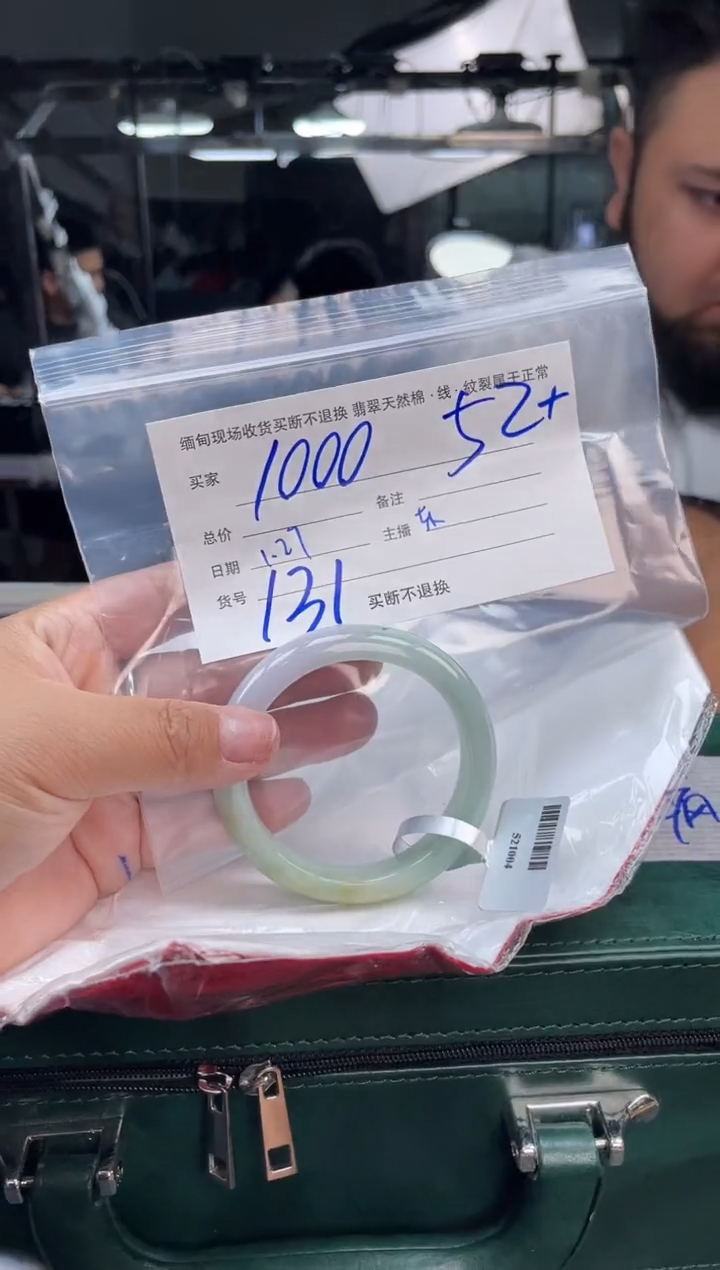 缅甸现场收货买断不退换 翡翠天然棉·线·纹裂属于正常
买家 1000 52+
总价 备注
日期 1.27 主播
货号 131 买断不退换
521004